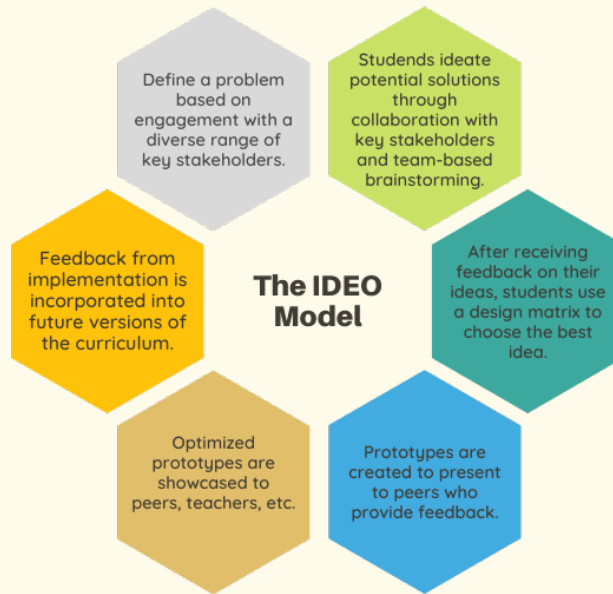 Define a problem
based on
engagement with a
diverse range of
key stakeholders.
Studends ideate
potential solutions
through
collaboration with
key stakeholders
and team-based
brainstorming.
After receiving
feedback on their
ideas, students use
a design matrix to
choose the best
idea.
Prototypes are
created to present
to peers who
provide feedback.
Optimized
prototypes are
showcased to
peers, teachers, etc.
Feedback from
implementation is
incorporated into
future versions of
the curriculum.
The IDEO
Model